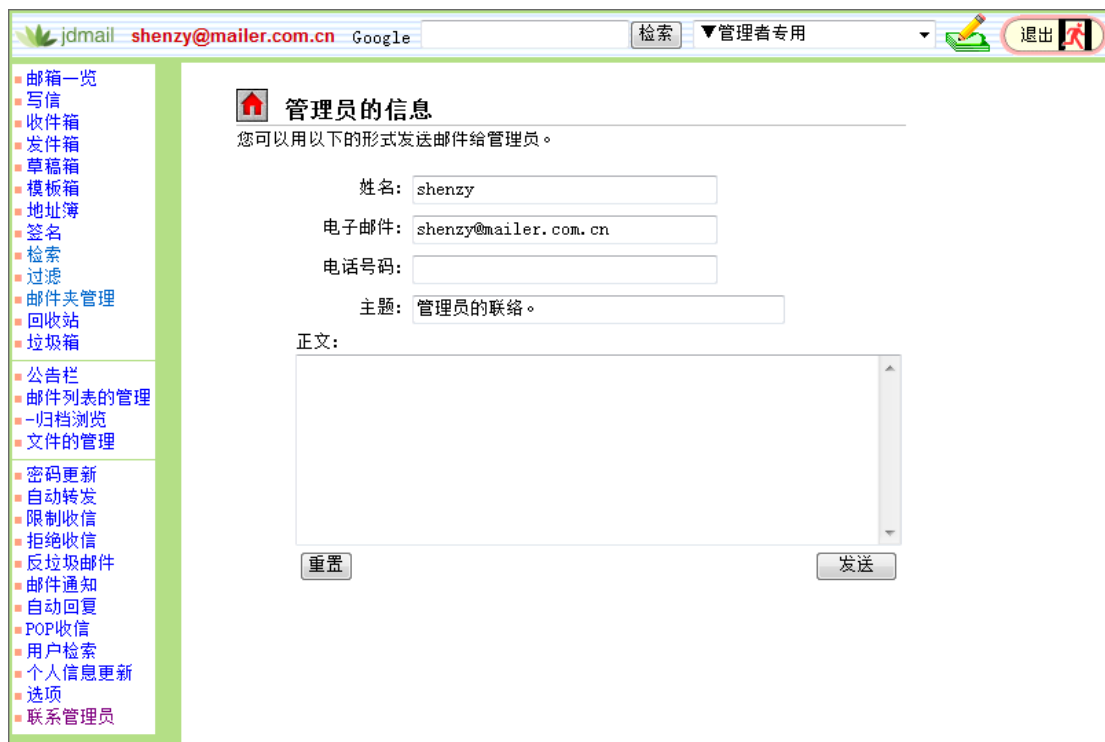 jdmail shenzy@mailer.com.cn Google 检索 ▼管理者专用 退出
邮箱一览
写信
收件箱
发件箱
草稿箱
模板箱
地址簿
签名
检索
过滤
邮件夹管理
回收站
垃圾箱
公告栏
邮件列表的管理
-归档浏览
文件的管理
密码更新
自动转发
限制收信
拒绝收信
反垃圾邮件
邮件通知
自动回复
POP收信
用户检索
个人信息更新
选项
联系管理员
管理员的信息
您可以用以下的形式发送邮件给管理员。
姓名: shenzy
电子邮件: shenzy@mailer.com.cn
电话号码:
主题: 管理员的联络。
正文:
重置 发送